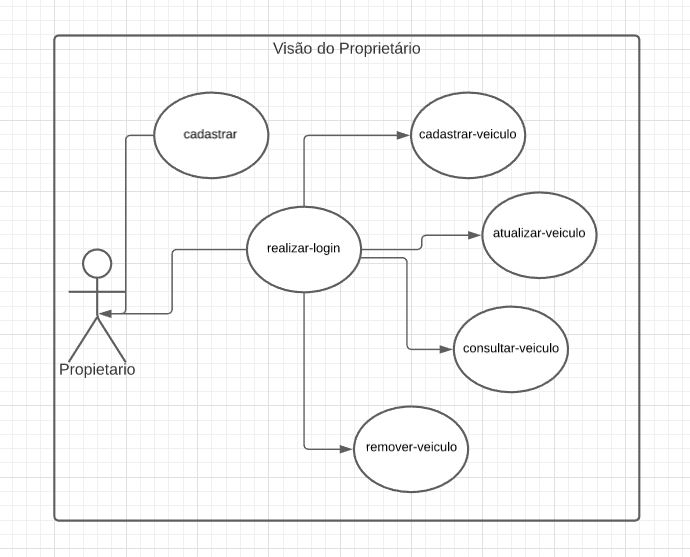 Visão do Proprietário
cadastrar
cadastrar-veiculo
realizar-login
atualizar-veiculo
consultar-veiculo
Propietario
remover-veiculo